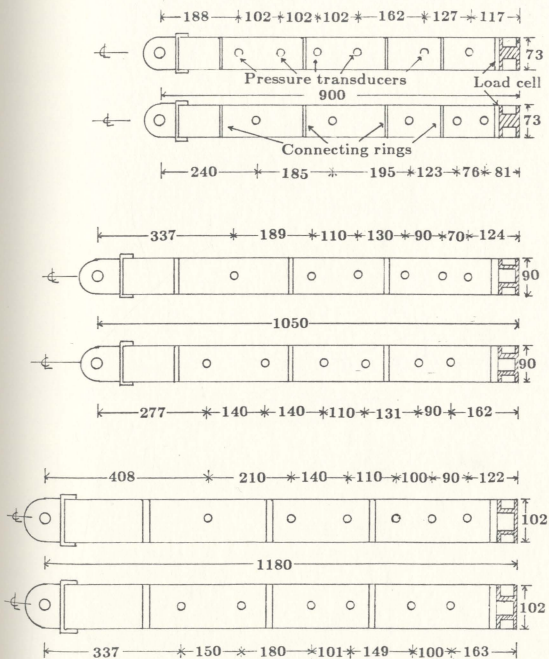 188 102 102 102 162 127 117
℄
73
Pressure transducers
Load cell
900
℄
73
Connecting rings
240 185 195 123 76 81
337 189 110 130 90 70 124
℄
90
1050
℄
90
277 140 140 110 131 90 162
408 210 140 110 100 90 122
℄
102
1180
℄
102
337 150 180 101 149 100 163